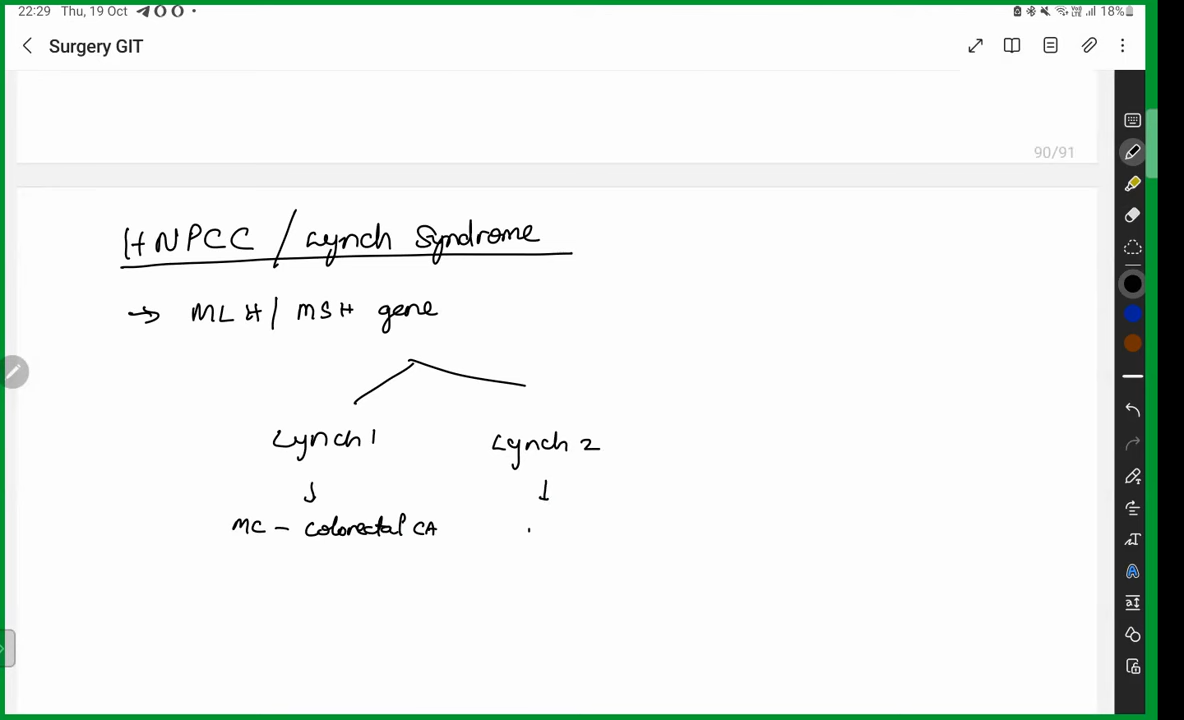 22:29 Thu, 19 Oct
18%
Surgery GIT
90/91
HNPCC / Lynch Syndrome
→ MLH / MSH gene
Lynch 1 Lynch 2
↓ ↓
MC - colorectal CA